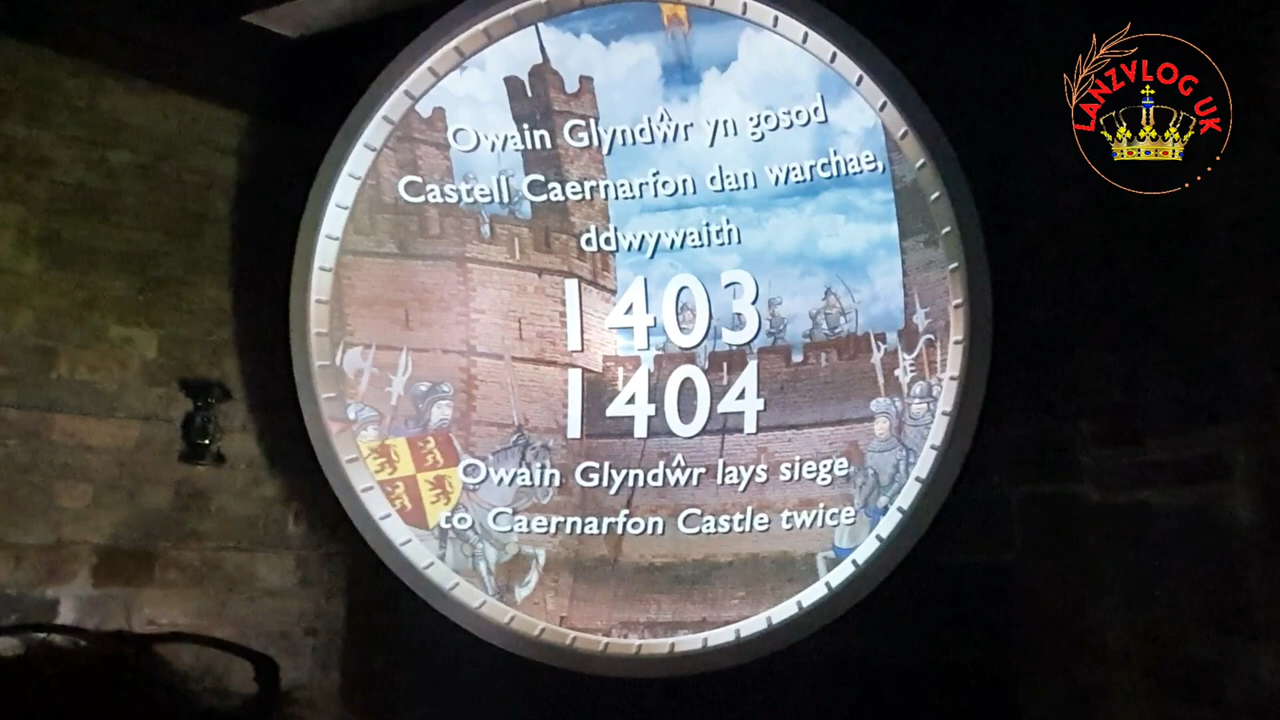 Owain Glyndŵr yn gosod
Castell Caernarfon dan warchae,
ddwywaith
1403
1404
Owain Glyndŵr lays siege
to Caernarfon Castle twice
LANZVLOG UK